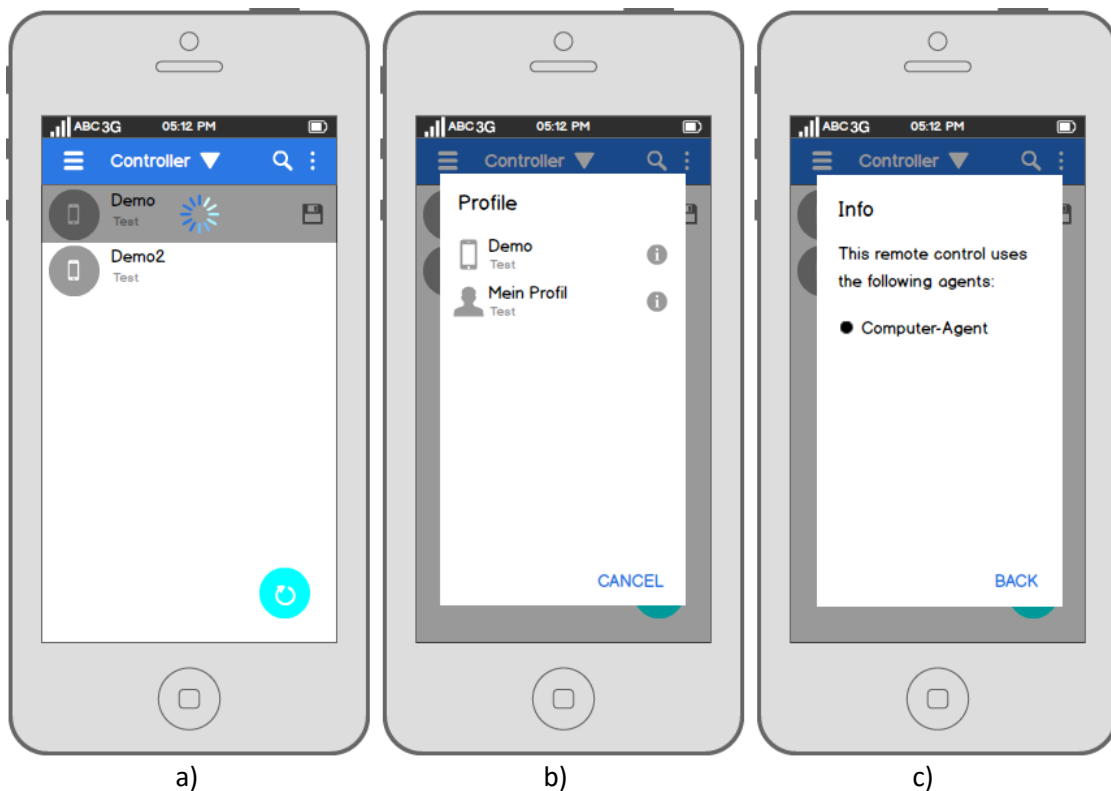 ABC 3G 05:12 PM
Controller
Demo
Test
Demo2
Test
a)
ABC 3G 05:12 PM
Controller
Profile
Demo
Test
Mein Profil
Test
CANCEL
b)
ABC 3G 05:12 PM
Controller
Info
This remote control uses
the following agents:
Computer-Agent
BACK
c)